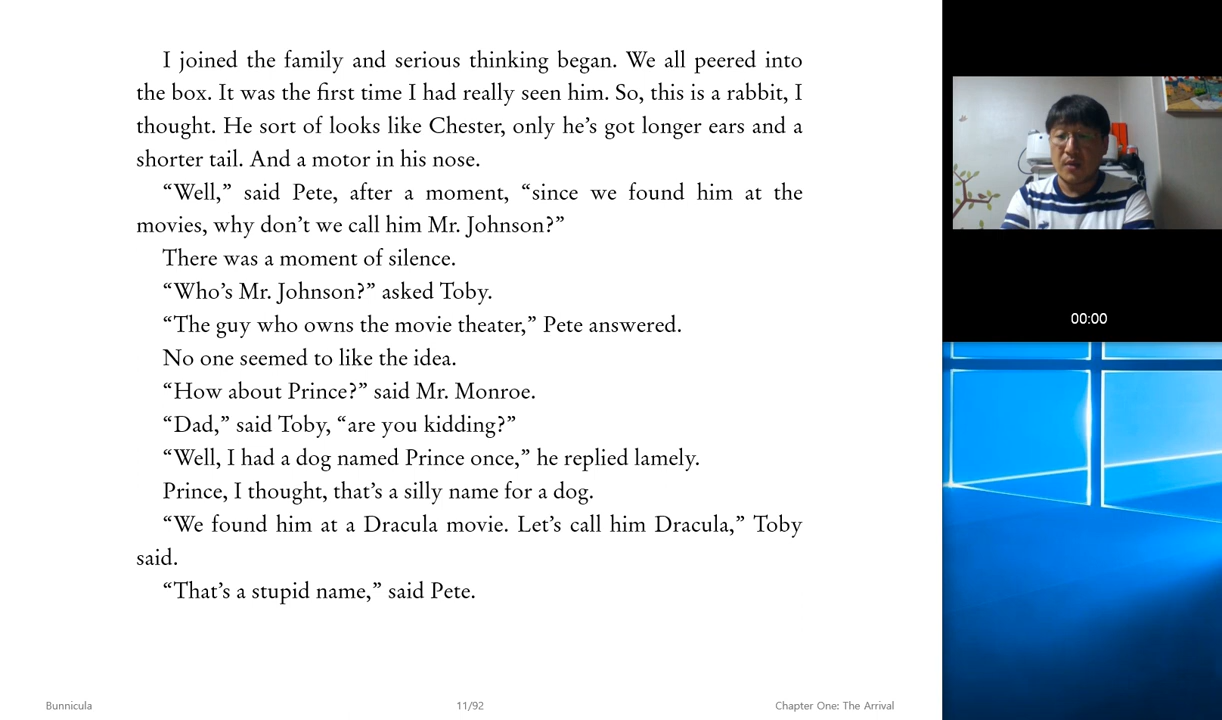 I joined the family and serious thinking began. We all peered into
the box. It was the first time I had really seen him. So, this is a rabbit, I
thought. He sort of looks like Chester, only he’s got longer ears and a
shorter tail. And a motor in his nose.
“Well,” said Pete, after a moment, “since we found him at the
movies, why don’t we call him Mr. Johnson?”
There was a moment of silence.
“Who’s Mr. Johnson?” asked Toby.
“The guy who owns the movie theater,” Pete answered.
No one seemed to like the idea.
“How about Prince?” said Mr. Monroe.
“Dad,” said Toby, “are you kidding?”
“Well, I had a dog named Prince once,” he replied lamely.
Prince, I thought, that’s a silly name for a dog.
“We found him at a Dracula movie. Let’s call him Dracula,” Toby
said.
“That’s a stupid name,” said Pete.
Bunnicula
11/92
Chapter One: The Arrival
00:00